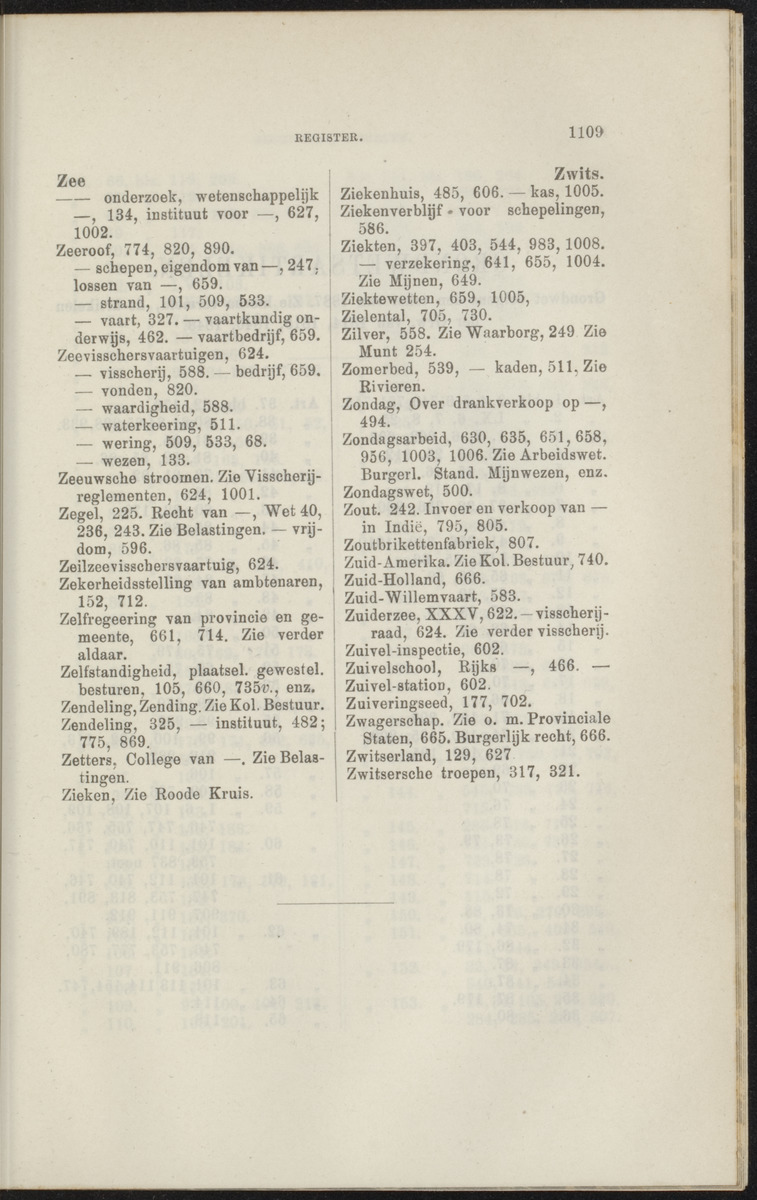 REGISTER.
1109
Zee
—— onderzoek, wetenschappelijk
—, 134, instituut voor —, 627,
1002.
Zeeroof, 774, 820, 890.
— schepen, eigendom van —, 247,
lossen van —, 659.
— strand, 101, 509, 533.
— vaart, 327. — vaartkundig on-
derwijs, 462. — vaartbedrijf, 659.
Zeevisschersvaartuigen, 624.
— visscherij, 588. — bedrijf, 659.
— vonden, 820.
— waardigheid, 588.
— waterkeering, 511.
— wering, 509, 533, 68.
— wezen, 133.
Zeeuwsche stroomen. Zie Visscherij-
reglementen, 624, 1001.
Zegel, 225. Recht van —, Wet 40,
236, 243. Zie Belastingen. — vrij-
dom, 596.
Zeilzeevisschersvaartuig, 624.
Zekerheidsstelling van ambtenaren,
152, 712.
Zelfregeering van provincie en ge-
meente, 661, 714. Zie verder
aldaar.
Zelfstandigheid, plaatsel. gewestel.
besturen, 105, 660, 735v., enz.
Zendeling, Zending. Zie Kol. Bestuur.
Zendeling, 325, — instituut, 482;
775, 869.
Zetters, College van —. Zie Belas-
tingen.
Zieken, Zie Roode Kruis.
Zwits.
Ziekenhuis, 485, 606. — kas, 1005.
Ziekenverblijf - voor schepelingen,
586.
Ziekten, 397, 403, 544, 983, 1008.
— verzekering, 641, 655, 1004.
Zie Mijnen, 649.
Ziektewetten, 659, 1005,
Zielental, 705, 730.
Zilver, 558. Zie Waarborg, 249 Zie
Munt 254.
Zomerbed, 539, — kaden, 511, Zie
Rivieren.
Zondag, Over drankverkoop op —,
494.
Zondagsarbeid, 630, 635, 651, 658,
956, 1003, 1006. Zie Arbeidswet.
Burgerl. Stand. Mijnwezen, enz.
Zondagswet, 500.
Zout. 242. Invoer en verkoop van —
in Indië, 795, 805.
Zoutbrikettenfabriek, 807.
Zuid-Amerika. Zie Kol. Bestuur, 740.
Zuid-Holland, 666.
Zuid-Willemvaart, 583.
Zuiderzee, XXXV, 622. — visscherij-
raad, 624. Zie verder visscherij.
Zuivel-inspectie, 602.
Zuivelschool, Rijks —, 466. —
Zuivel-station, 602.
Zuiveringseed, 177, 702.
Zwagerschap. Zie o. m. Provinciale
Staten, 665. Burgerlijk recht, 666.
Zwitserland, 129, 627
Zwitsersche troepen, 317, 321.